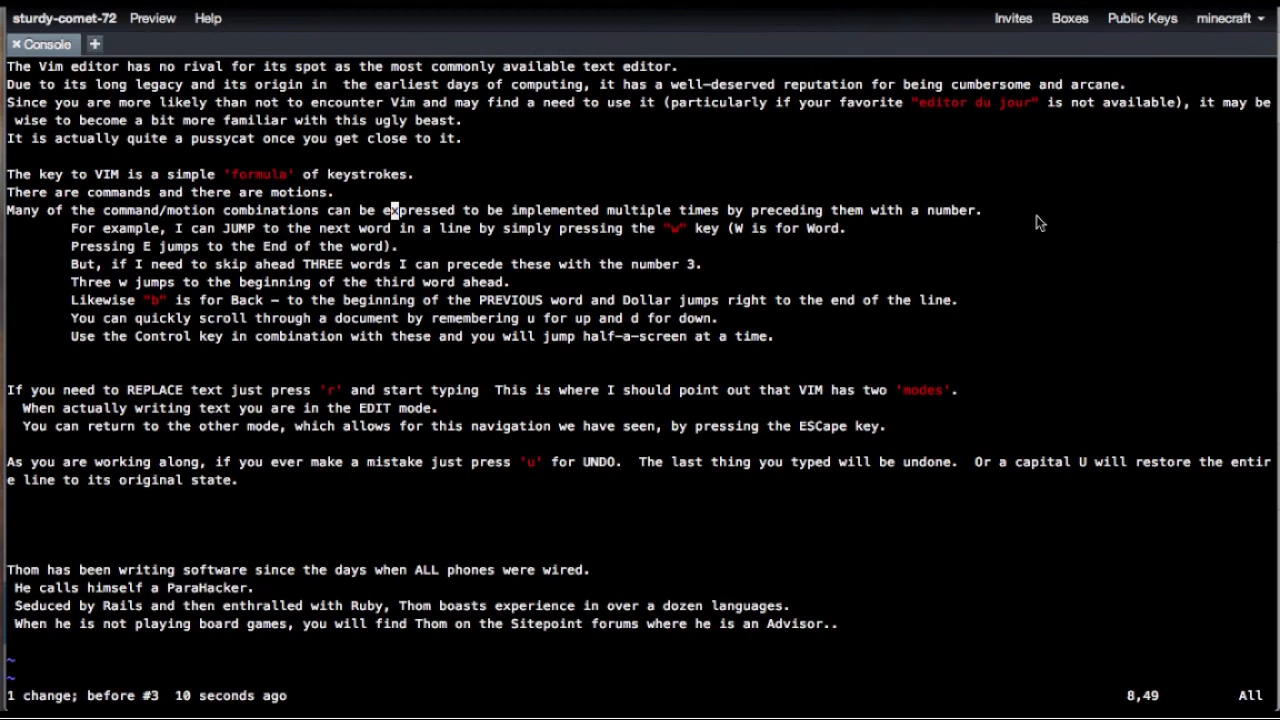 sturdy-comet-72 Preview Help Invites Boxes Public Keys minecraft
Console
The Vim editor has no rival for its spot as the most commonly available text editor.
Due to its long legacy and its origin in  the earliest days of computing, it has a well-deserved reputation for being cumbersome and arcane.
Since you are more likely than not to encounter Vim and may find a need to use it (particularly if your favorite "editor du jour" is not available), it may be
wise to become a bit more familiar with this ugly beast.
It is actually quite a pussycat once you get close to it.
The key to VIM is a simple 'formula' of keystrokes.
There are commands and there are motions.
Many of the command/motion combinations can be expressed to be implemented multiple times by preceding them with a number.
For example, I can JUMP to the next word in a line by simply pressing the "w" key (W is for Word.
Pressing E jumps to the End of the word).
But, if I need to skip ahead THREE words I can precede these with the number 3.
Three w jumps to the beginning of the third word ahead.
Likewise "b" is for Back - to the beginning of the PREVIOUS word and Dollar jumps right to the end of the line.
You can quickly scroll through a document by remembering u for up and d for down.
Use the Control key in combination with these and you will jump half-a-screen at a time.
If you need to REPLACE text just press 'r' and start typing  This is where I should point out that VIM has two 'modes'.
When actually writing text you are in the EDIT mode.
You can return to the other mode, which allows for this navigation we have seen, by pressing the ESCape key.
As you are working along, if you ever make a mistake just press 'u' for UNDO.  The last thing you typed will be undone.  Or a capital U will restore the entir
e line to its original state.
Thom has been writing software since the days when ALL phones were wired.
He calls himself a ParaHacker.
Seduced by Rails and then enthralled with Ruby, Thom boasts experience in over a dozen languages.
When he is not playing board games, you will find Thom on the Sitepoint forums where he is an Advisor..
~
~
1 change; before #3  10 seconds ago 8,49 All